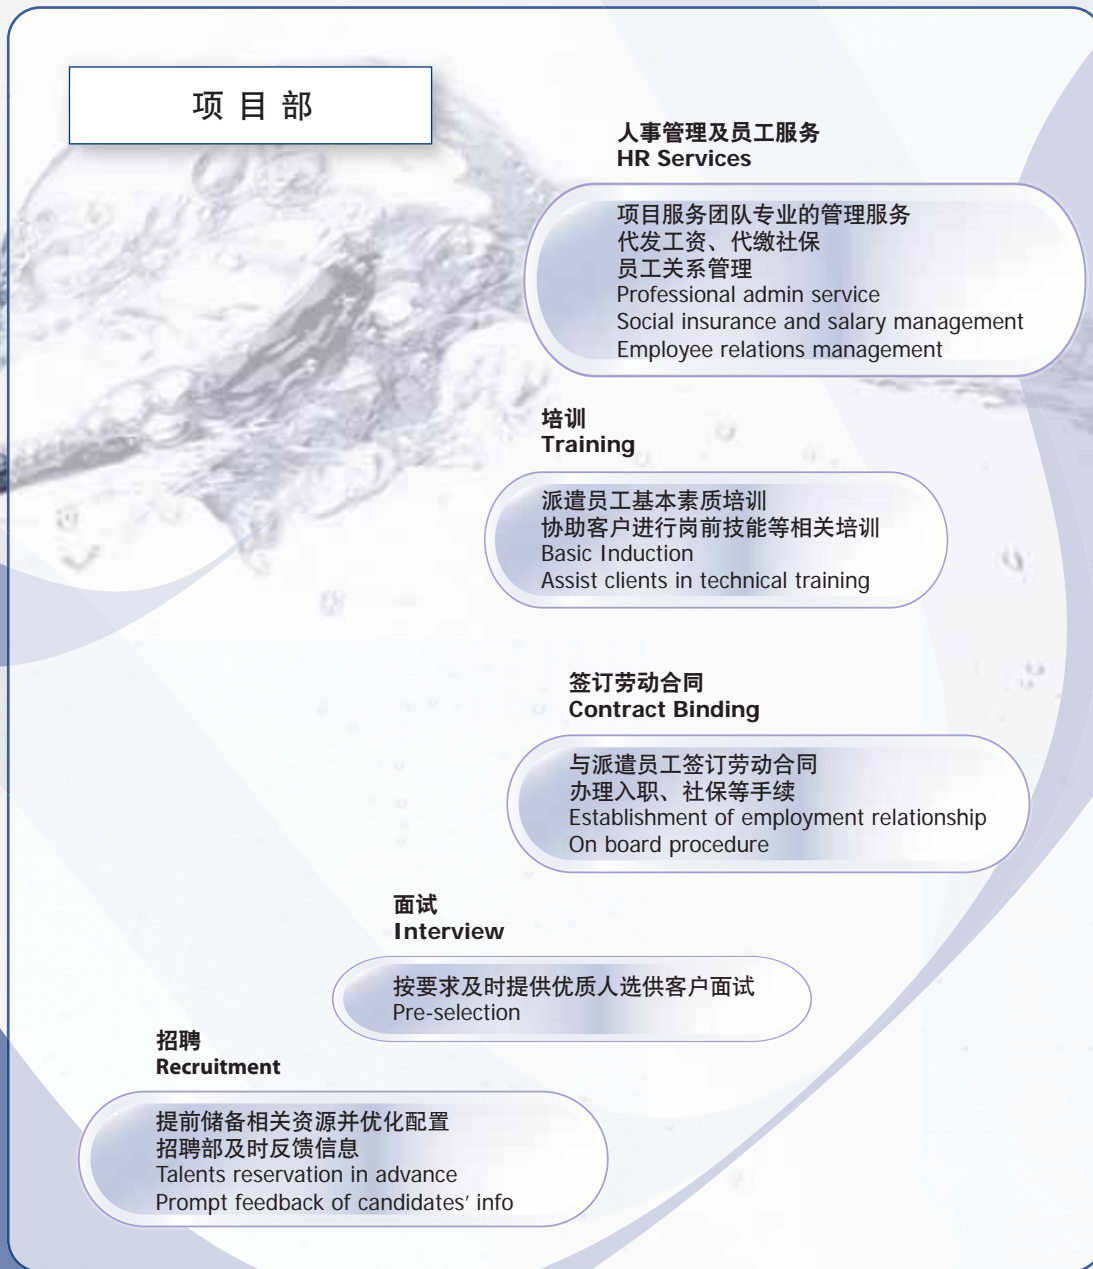 项目部
人事管理及员工服务
HR Services
项目服务团队专业的管理服务
代发工资、代缴社保
员工关系管理
Professional admin service
Social insurance and salary management
Employee relations management
培训
Training
派遣员工基本素质培训
协助客户进行岗前技能等相关培训
Basic Induction
Assist clients in technical training
签订劳动合同
Contract Binding
与派遣员工签订劳动合同
办理入职、社保等手续
Establishment of employment relationship
On board procedure
面试
Interview
按要求及时提供优质人选供客户面试
Pre-selection
招聘
Recruitment
提前储备相关资源并优化配置
招聘部及时反馈信息
Talents reservation in advance
Prompt feedback of candidates' info